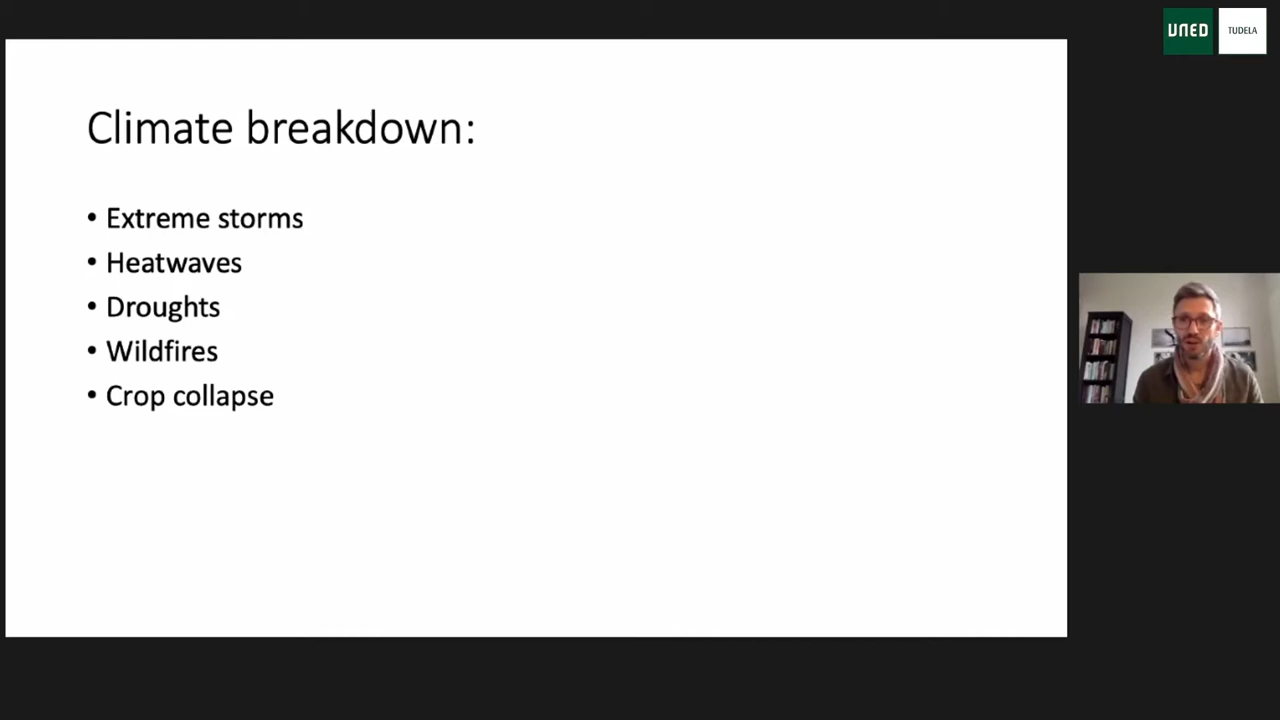 UNED
TUDELA
Climate breakdown:
• Extreme storms
• Heatwaves
• Droughts
• Wildfires
• Crop collapse